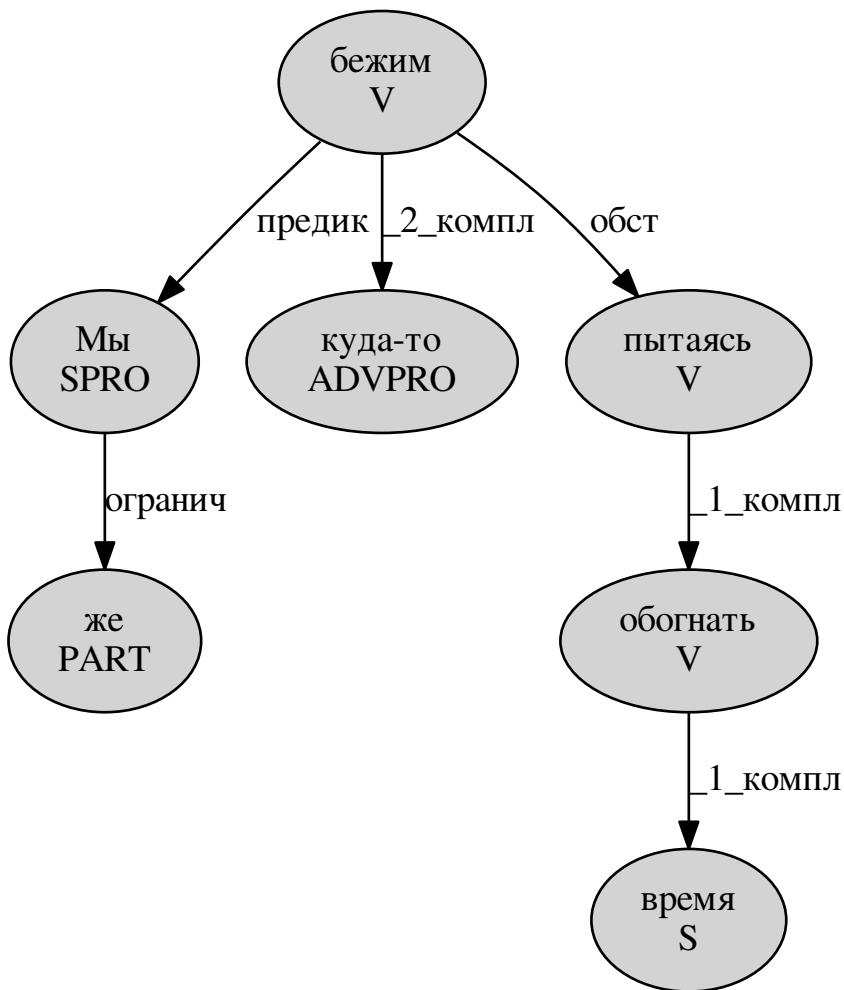 бежим
V
предик
_2_компл
обст
Мы
SPRO
куда-то
ADVPRO
пытаясь
V
огранич
_1_компл
же
PART
обогнать
V
_1_компл
время
S